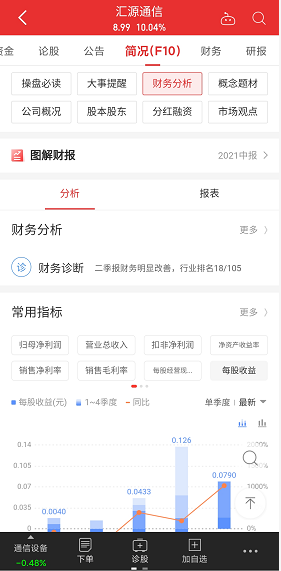 汇源通信
8.99 10.04%
资金 论股 公告 简况(F10) 财务 研报
操盘必读 大事提醒 财务分析 概念题材
公司概况 股本股东 分红融资 市场观点
图解财报 2021中报
分析 报表
财务分析 更多
诊 财务诊断 二季报财务明显改善，行业排名18/105
常用指标 更多
归母净利润 营业总收入 扣非净利润 净资产收益率
销售净利率 销售毛利率 每股经营现... 每股收益
每股收益(元) 1~4季度 同比 单季度 最新
0.14 0.126 2000%
0.105
0.07 0.0790 1000%
0.0433
0.035
0.0040
0 0%
通信设备 下单 诊股 加自选
-0.48%